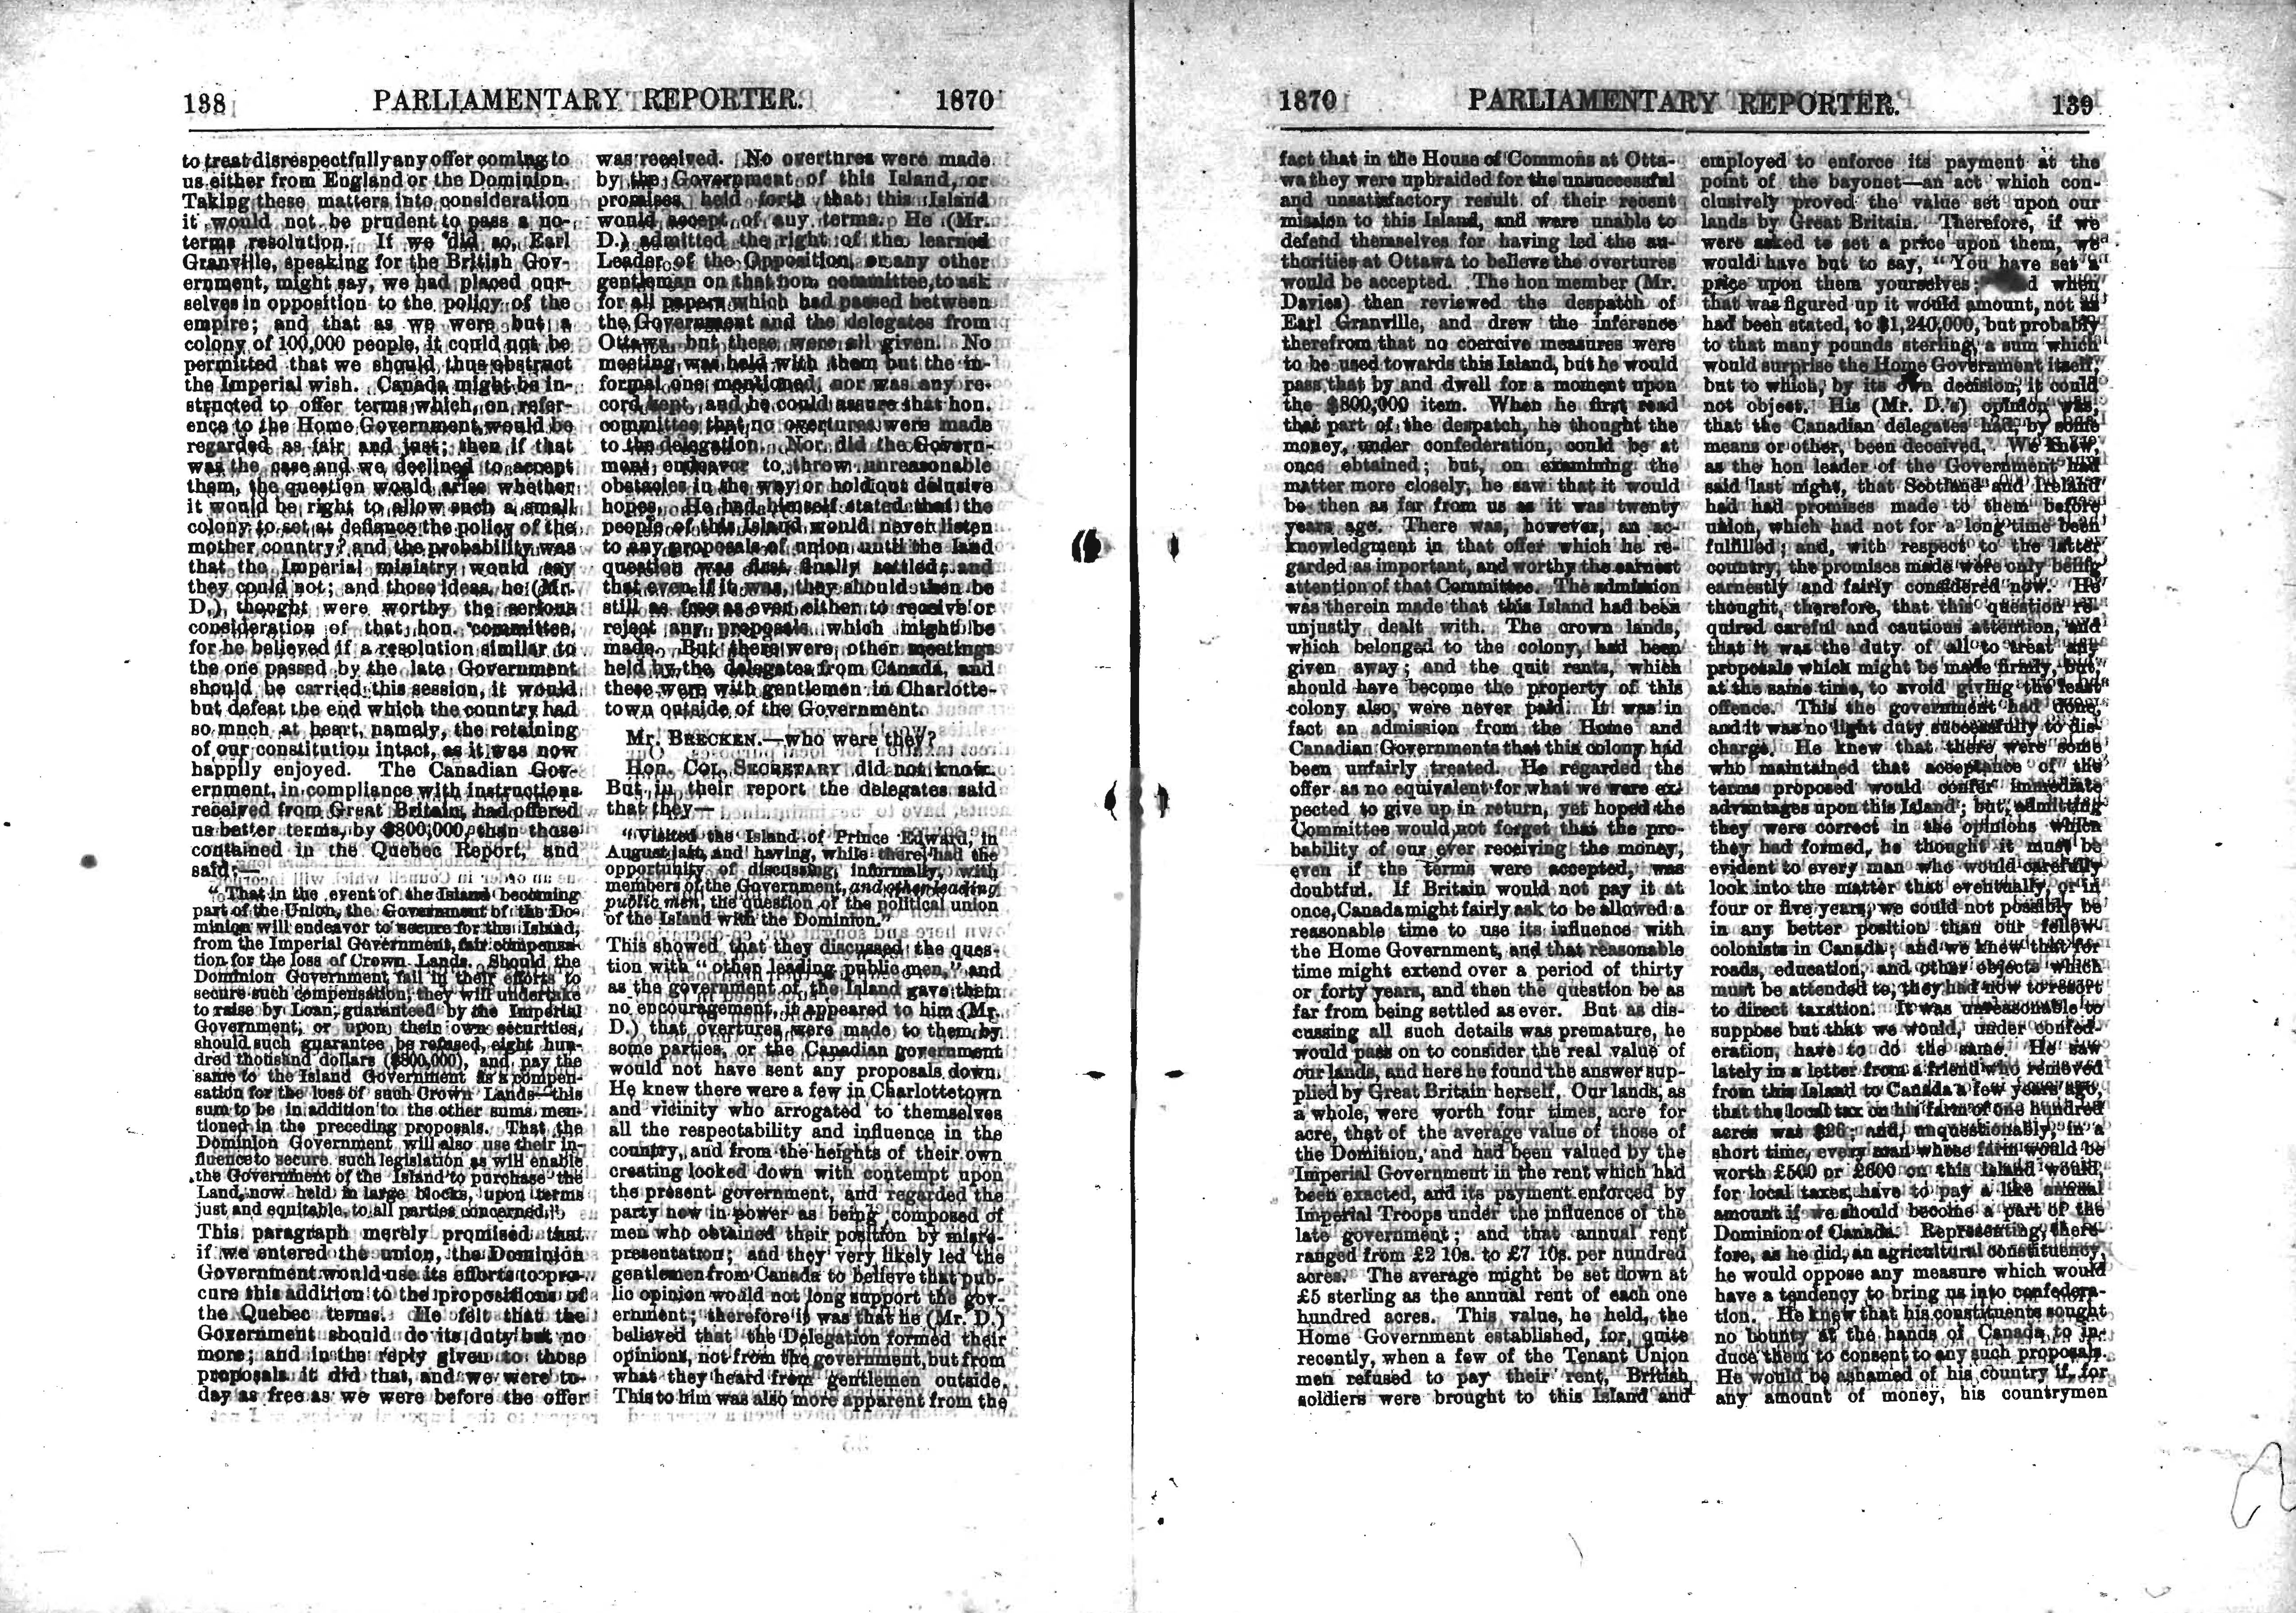 138 PARLIAMENTARY REPORTER. 1870
to treat disrespectfully any offer coming to
us either from England or the Dominion.
Taking these matters into consideration
it would not be prudent to pass a no-
terms resolution. If we did so, Earl
Granville, speaking for the British Gov-
ernment, might say, we had placed our-
selves in opposition to the policy of the
empire; and that as we were but a
colony of 100,000 people, it could not be
permitted that we should thus obstruct
the Imperial wish. Canada might be in-
structed to offer terms which, on refer-
ence to the Home Government would be
regarded as fair and just; then if that
was the case and we declined to accept
them, the question would arise whether
it would be right to allow such a small
colony to set at defiance the policy of the
mother country? and the probability was
that the Imperial ministry would say
they could not; and those ideas, he (Mr.
D.), thought were worthy the serious
consideration of that hon. committee,
for he believed if a resolution similar to
the one passed by the late Government
should be carried this session, it would
but defeat the end which the country had
so much at heart, namely, the retaining
of our constitution intact, as it was now
happily enjoyed. The Canadian Gov-
ernment, in compliance with instructions
received from Great Britain, had offered
us better terms, by $800,000, than those
contained in the Quebec Report, and
said:—
"That in the event of the Island becoming
part of the Union, the Government of the Do-
minion will endeavor to secure for the Island,
from the Imperial Government, fair compensa-
tion for the loss of Crown Lands. Should the
Dominion Government fail in their efforts to
secure such compensation, they will undertake
to raise by Loan, guaranteed by the Imperial
Government, or upon their own securities,
should such guarantee be refused, eight hun-
dred thousand dollars ($800,000), and pay the
same to the Island Government as a compen-
sation for the loss of such Crown Lands—this
sum to be in addition to the other sums men-
tioned in the preceding proposals. That the
Dominion Government will also use their in-
fluence to secure such legislation as will enable
the Government of the Island to purchase the
Land, now held in large blocks, upon terms
just and equitable, to all parties concerned."
This paragraph merely promised that
if we entered the union, the Dominion
Government would use its efforts to pro-
cure this addition to the propositions of
the Quebec terms. He felt that the
Government should do its duty but no
more; and in the reply given to those
proposals it did that, and we were to-
day as free as we were before the offer
was received. No overtures were made
by the Government of this Island, or
promises held forth that this Island
would accept of any terms. He (Mr.
D.) admitted the right of the learned
Leader of the Opposition, or any other
gentleman on that hon. committee, to ask
for all papers which had passed between
the Government and the delegates from
Ottawa, but these were all given. No
meeting was held with them but the in-
formal one mentioned, nor was any re-
cord kept, and he could assure that hon.
committee that no overtures were made
to the delegation. Nor did the Govern-
ment endeavor to throw unreasonable
obstacles in the way or hold out delusive
hopes. He had himself stated that the
people of this Island would never listen
to any proposals of union until the land
question was first finally settled; and
that even if it was, they should then be
still as free as ever either to receive or
reject any proposals which might be
made. But there were other meetings
held by the delegates from Canada, and
these were with gentlemen in Charlotte-
town outside of the Government.
Mr. BRECKEN.—who were they?
Hon. COL. SECRETARY did not know.
But in their report the delegates said
that they—
"Visited the Island of Prince Edward, in
August last, and having, while there, had the
opportunity of discussing, informally, with
members of the Government, and other leading
public men, the question of the political union
of the Island with the Dominion."
This showed that they discussed the ques-
tion with "other leading public men," and
as the government of the Island gave them
no encouragement, it appeared to him (Mr.
D.) that overtures were made to them by
some parties, or the Canadian government
would not have sent any proposals down.
He knew there were a few in Charlottetown
and vicinity who arrogated to themselves
all the respectability and influence in the
country, and from the heights of their own
creating looked down with contempt upon
the present government, and regarded the
party now in power as being composed of
men who obtained their position by misre-
presentation; and they very likely led the
gentlemen from Canada to believe that pub-
lic opinion would not long support the gov-
ernment; therefore it was that he (Mr. D.)
believed that the Delegation formed their
opinions, not from the government, but from
what they heard from gentlemen outside.
This to him was also more apparent from the
1870 PARLIAMENTARY REPORTER. 139
fact that in the House of Commons at Otta-
wa they were upbraided for the unsuccessful
and unsatisfactory result of their recent
mission to this Island, and were unable to
defend themselves for having led the au-
thorities at Ottawa to believe the overtures
would be accepted. The hon member (Mr.
Davies) then reviewed the despatch of
Earl Granville, and drew the inference
therefrom that no coercive measures were
to be used towards this Island, but he would
pass that by and dwell for a moment upon
the $800,000 item. When he first read
that part of the despatch, he thought the
money, under confederation, could be at
once obtained; but, on examining the
matter more closely, he saw that it would
be then as far from us as it was twenty
years ago. There was, however, an ac-
knowledgment in that offer which he re-
garded as important, and worthy the earnest
attention of that Committee. The admission
was therein made that this Island had been
unjustly dealt with. The crown lands,
which belonged to the colony, had been
given away; and the quit rents, which
should have become the property of this
colony also, were never paid. It was in
fact an admission from the Home and
Canadian Governments that this colony had
been unfairly treated. He regarded the
offer as no equivalent for what we were ex-
pected to give up in return, yet hoped the
Committee would not forget that the pro-
bability of our ever receiving the money,
even if the terms were accepted, was
doubtful. If Britain would not pay it at
once, Canada might fairly ask to be allowed a
reasonable time to use its influence with
the Home Government, and that reasonable
time might extend over a period of thirty
or forty years, and then the question be as
far from being settled as ever. But as dis-
cussing all such details was premature, he
would pass on to consider the real value of
our lands, and here he found the answer sup-
plied by Great Britain herself. Our lands, as
a whole, were worth four times, acre for
acre, that of the average value of those of
the Dominion, and had been valued by the
Imperial Government in the rent which had
been exacted, and its payment enforced by
Imperial Troops under the influence of the
late government; and that annual rent
ranged from £2 10s. to £7 10s. per hundred
acres. The average might be set down at
£5 sterling as the annual rent of each one
hundred acres. This value, he held, the
Home Government established, for, quite
recently, when a few of the Tenant Union
men refused to pay their rent, British
soldiers were brought to this Island and
employed to enforce its payment at the
point of the bayonet—an act which con-
clusively proved the value set upon our
lands by Great Britain. Therefore, if we
were asked to set a price upon them, we
would have but to say, "You have set a
price upon them yourselves; when
that was figured up it would amount, not as
had been stated, to $1,240,000, but probably
to that many pounds sterling, a sum which
would surprise the Home Government itself,
but to which, by its own decision, it could
not object. His (Mr. D.'s) opinion was,
that the Canadian delegates had, by some
means or other, been deceived. We know,
as the hon leader of the Government had
said last night, that Scotland and Ireland
had had promises made to them before
union, which had not for a long time been
fulfilled; and, with respect to the latter
country, the promises made were only being
earnestly and fairly considered now. He
thought, therefore, that this question re-
quired careful and cautious attention, and
that it was the duty of all to treat any
proposals which might be made firmly, but
at the same time, to avoid giving the least
offence. This the government had done,
and it was no light duty successfully to dis-
charge. He knew that there were some
who maintained that acceptance of the
terms proposed would confer immediate
advantages upon this Island; but, admitting
they were correct in the opinions which
they had formed, he thought it must be
evident to every man who would carefully
look into the matter that eventually, or in
four or five years, we could not possibly be
in any better position than our fellow-
colonists in Canada; and we knew that for
roads, education, and other objects which
must be attended to, they had now to resort
to direct taxation. It was unreasonable to
suppose but that we would, under confed-
eration, have to do the same. He saw
lately in a letter from a friend who removed
from this Island to Canada a few years ago,
that the local tax on his farm of one hundred
acres was $26; and, unquestionably, in a
short time, every man whose farm would be
worth £500 or £600 on this Island would,
for local taxes, have to pay a like annual
amount if we should become a part of the
Dominion of Canada. Representing, there-
fore, as he did, an agricultural constituency,
he would oppose any measure which would
have a tendency to bring us into confedera-
tion. He knew that his constituents sought
no bounty at the hands of Canada to in-
duce them to consent to any such proposals.
He would be ashamed of his country if, for
any amount of money, his countrymen